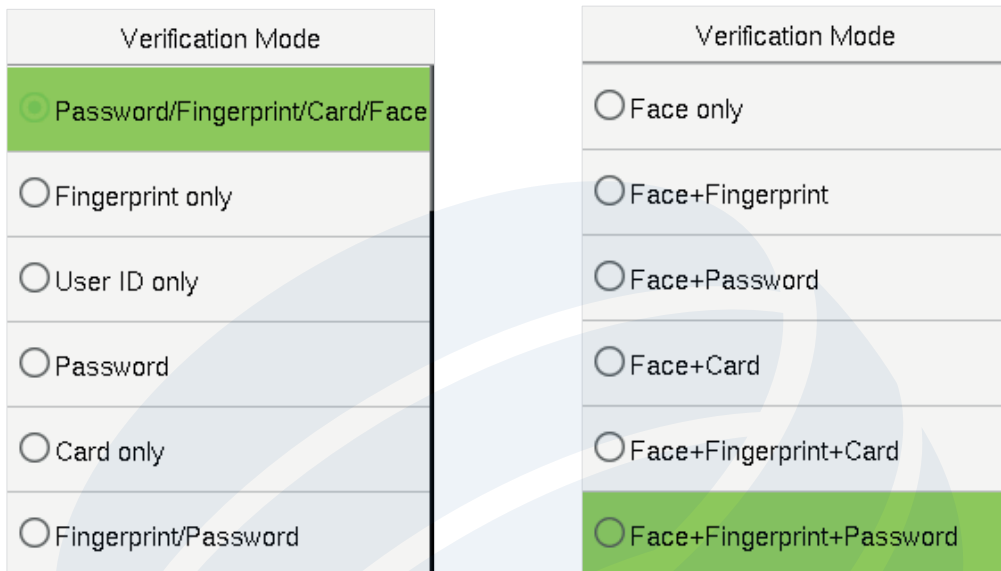 Verification Mode
Password/Fingerprint/Card/Face
Fingerprint only
User ID only
Password
Card only
Fingerprint/Password
Verification Mode
Face only
Face+Fingerprint
Face+Password
Face+Card
Face+Fingerprint+Card
Face+Fingerprint+Password